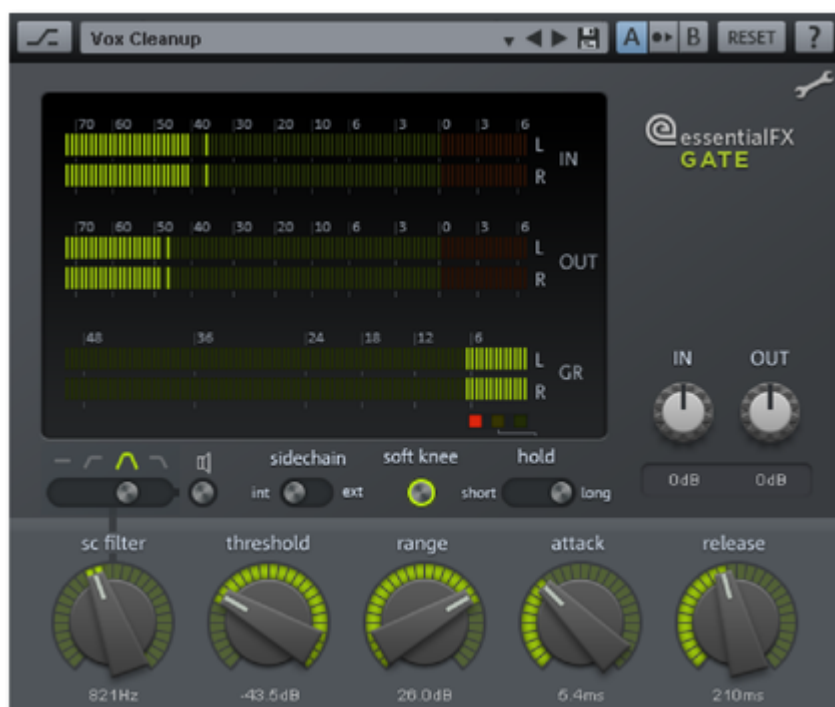 Vox Cleanup A B RESET ?
70 60 50 40 30 20 10 6 3 0 3 6
L
IN
R
essentialFX
GATE
70 60 50 40 30 20 10 6 3 0 3 6
L
OUT
R
48 36 24 18 12 6
L
GR
R
IN OUT
0dB 0dB
sidechain soft knee hold
int ext short long
sc filter threshold range attack release
821Hz -43.5dB 26.0dB 5.4ms 210ms